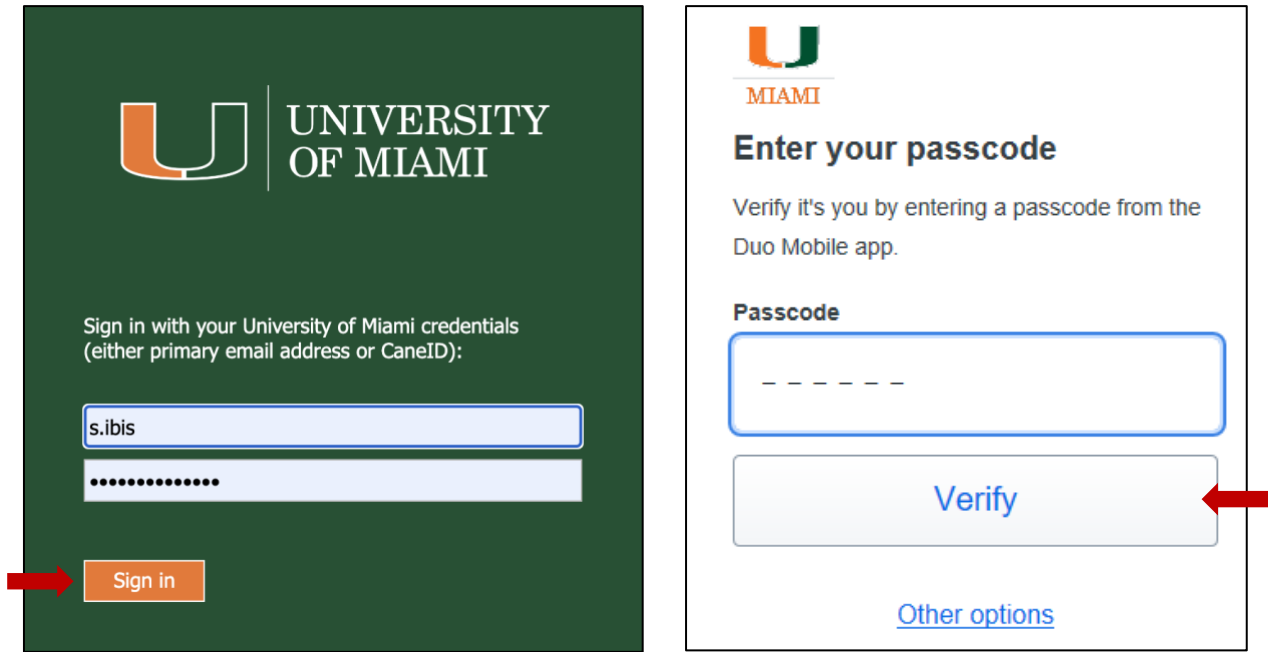 UNIVERSITY
OF MIAMI
Sign in with your University of Miami credentials
(either primary email address or CaneID):
s.ibis
••••••••••••••
Sign in
MIAMI
Enter your passcode
Verify it's you by entering a passcode from the
Duo Mobile app.
Passcode
_ _ _ _ _ _
Verify
Other options